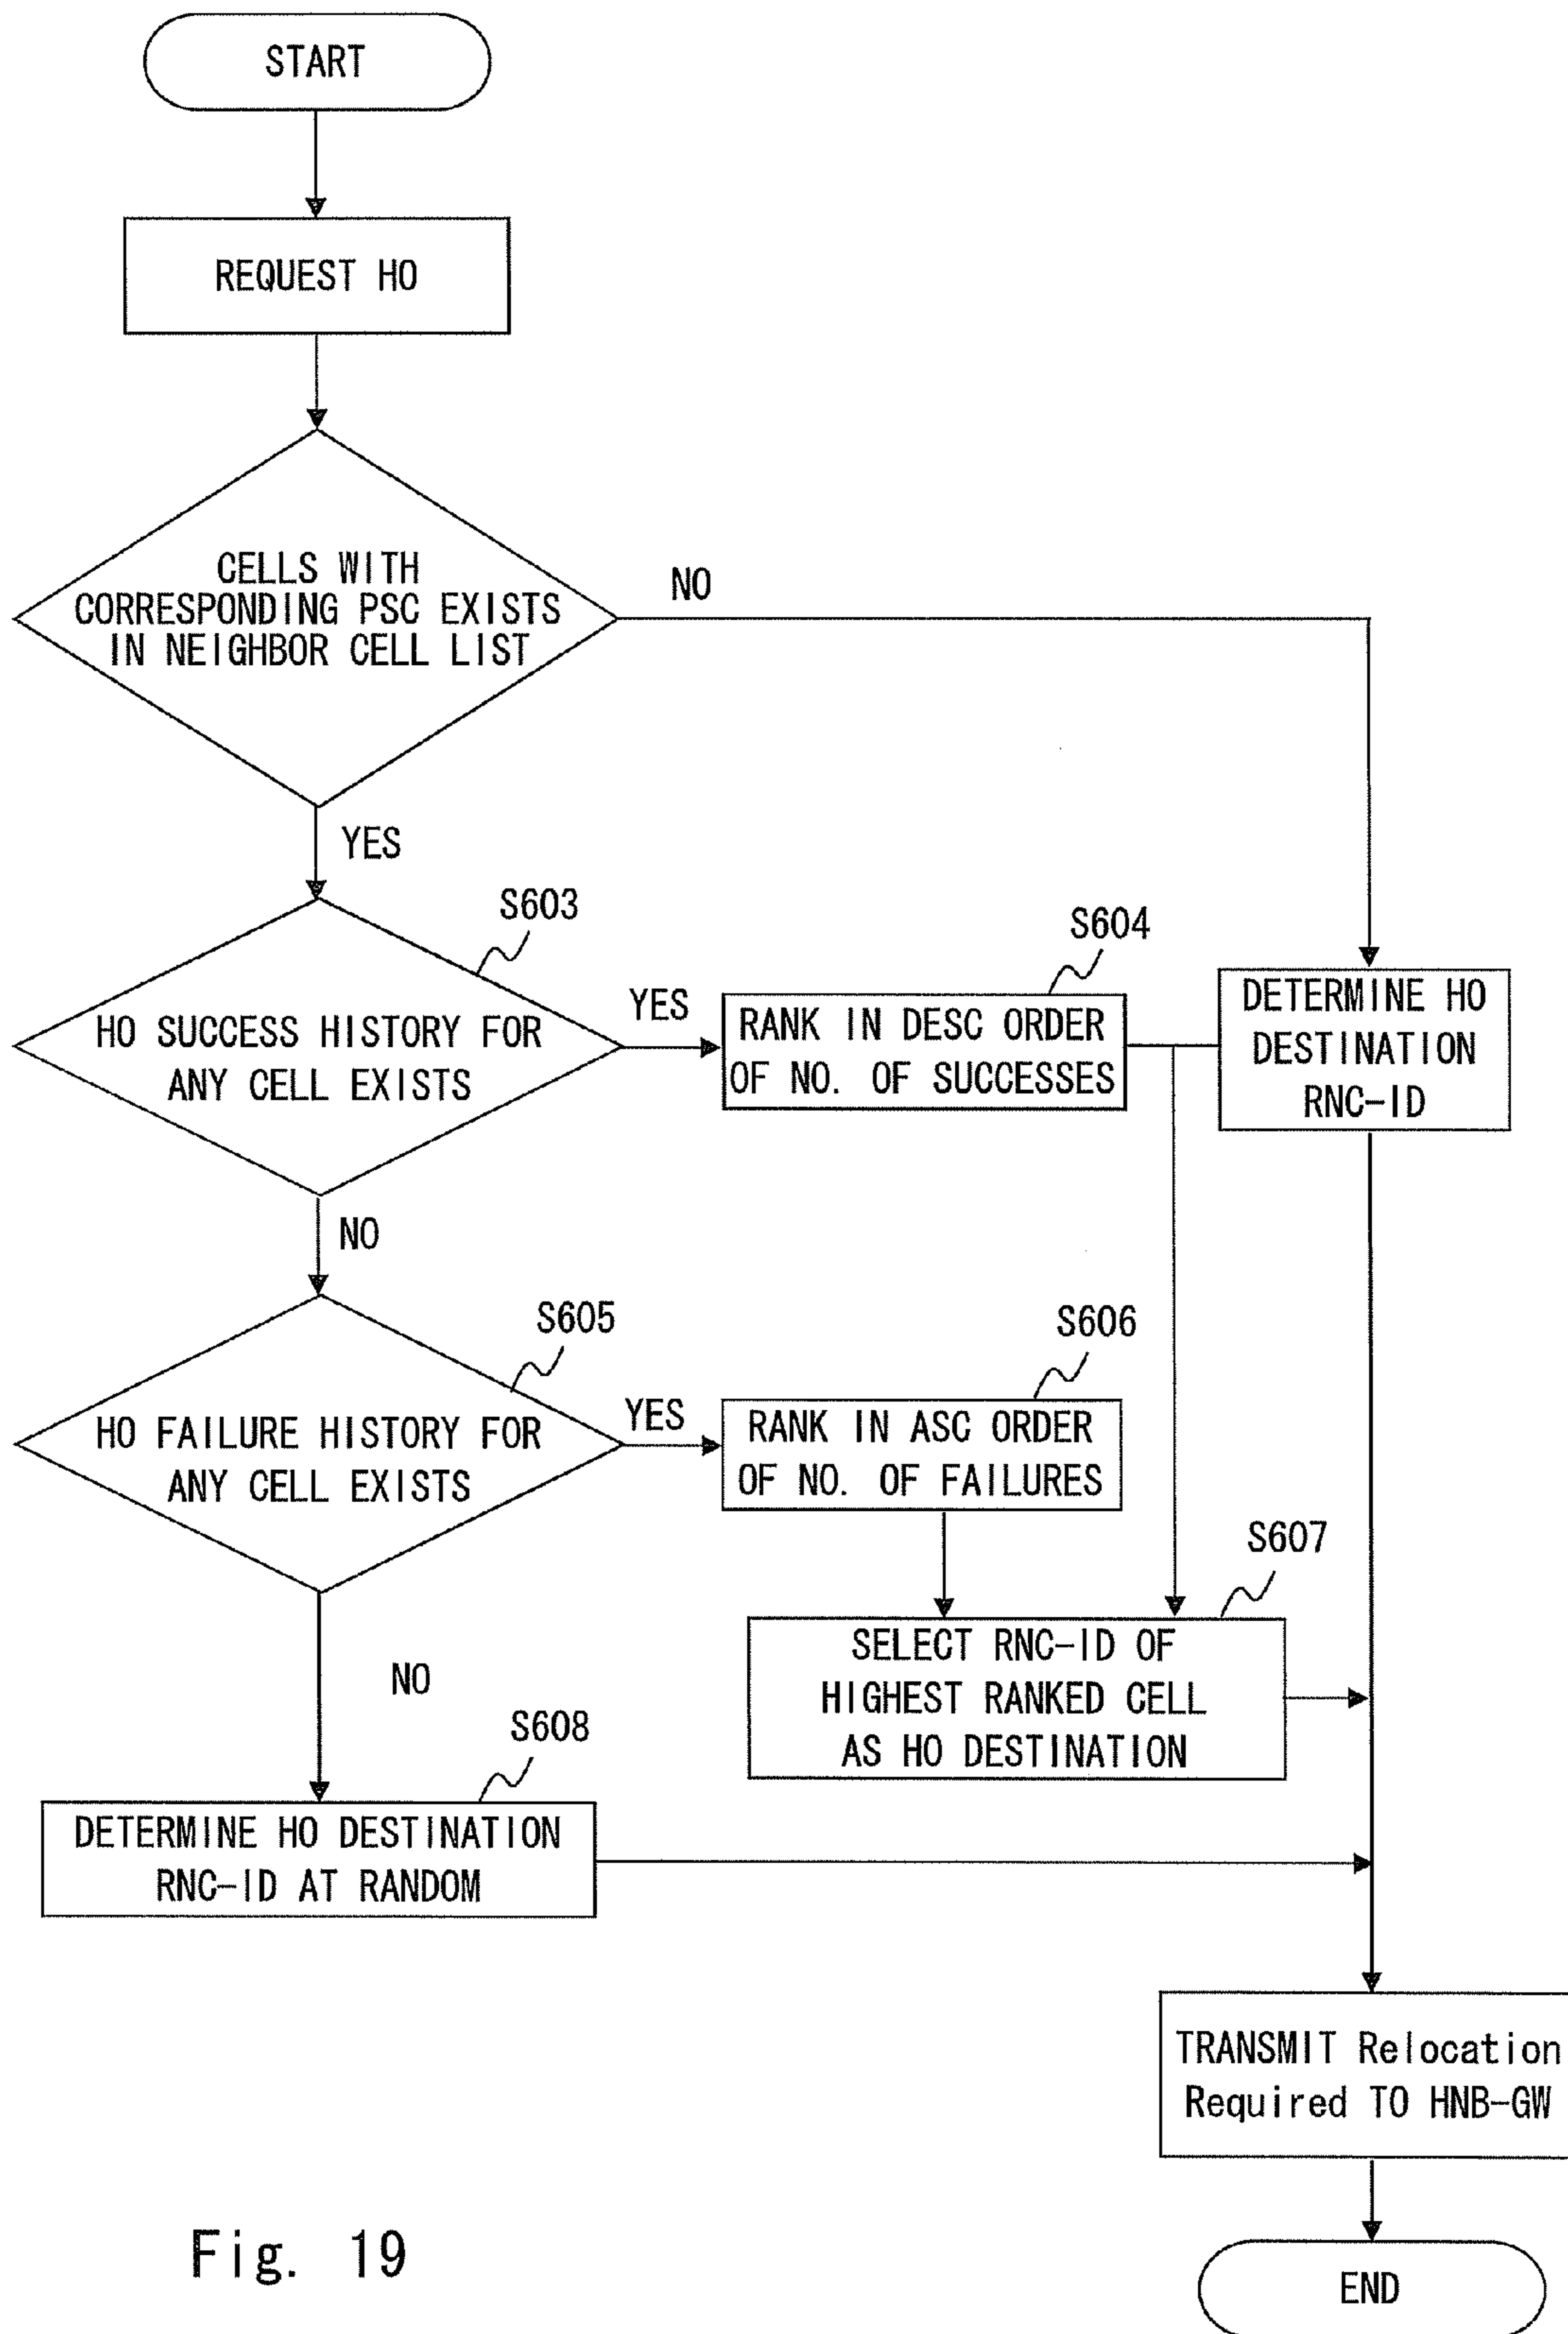 START
REQUEST HO
CELLS WITH
CORRESPONDING PSC EXISTS
IN NEIGHBOR CELL LIST
NO
YES
S603
HO SUCCESS HISTORY FOR
ANY CELL EXISTS
YES
S604
RANK IN DESC ORDER
OF NO. OF SUCCESSES
DETERMINE HO
DESTINATION
RNC-ID
NO
S605
HO FAILURE HISTORY FOR
ANY CELL EXISTS
YES
S606
RANK IN ASC ORDER
OF NO. OF FAILURES
S607
SELECT RNC-ID OF
HIGHEST RANKED CELL
AS HO DESTINATION
NO
S608
DETERMINE HO DESTINATION
RNC-ID AT RANDOM
TRANSMIT Relocation
Required TO HNB-GW
END
Fig. 19